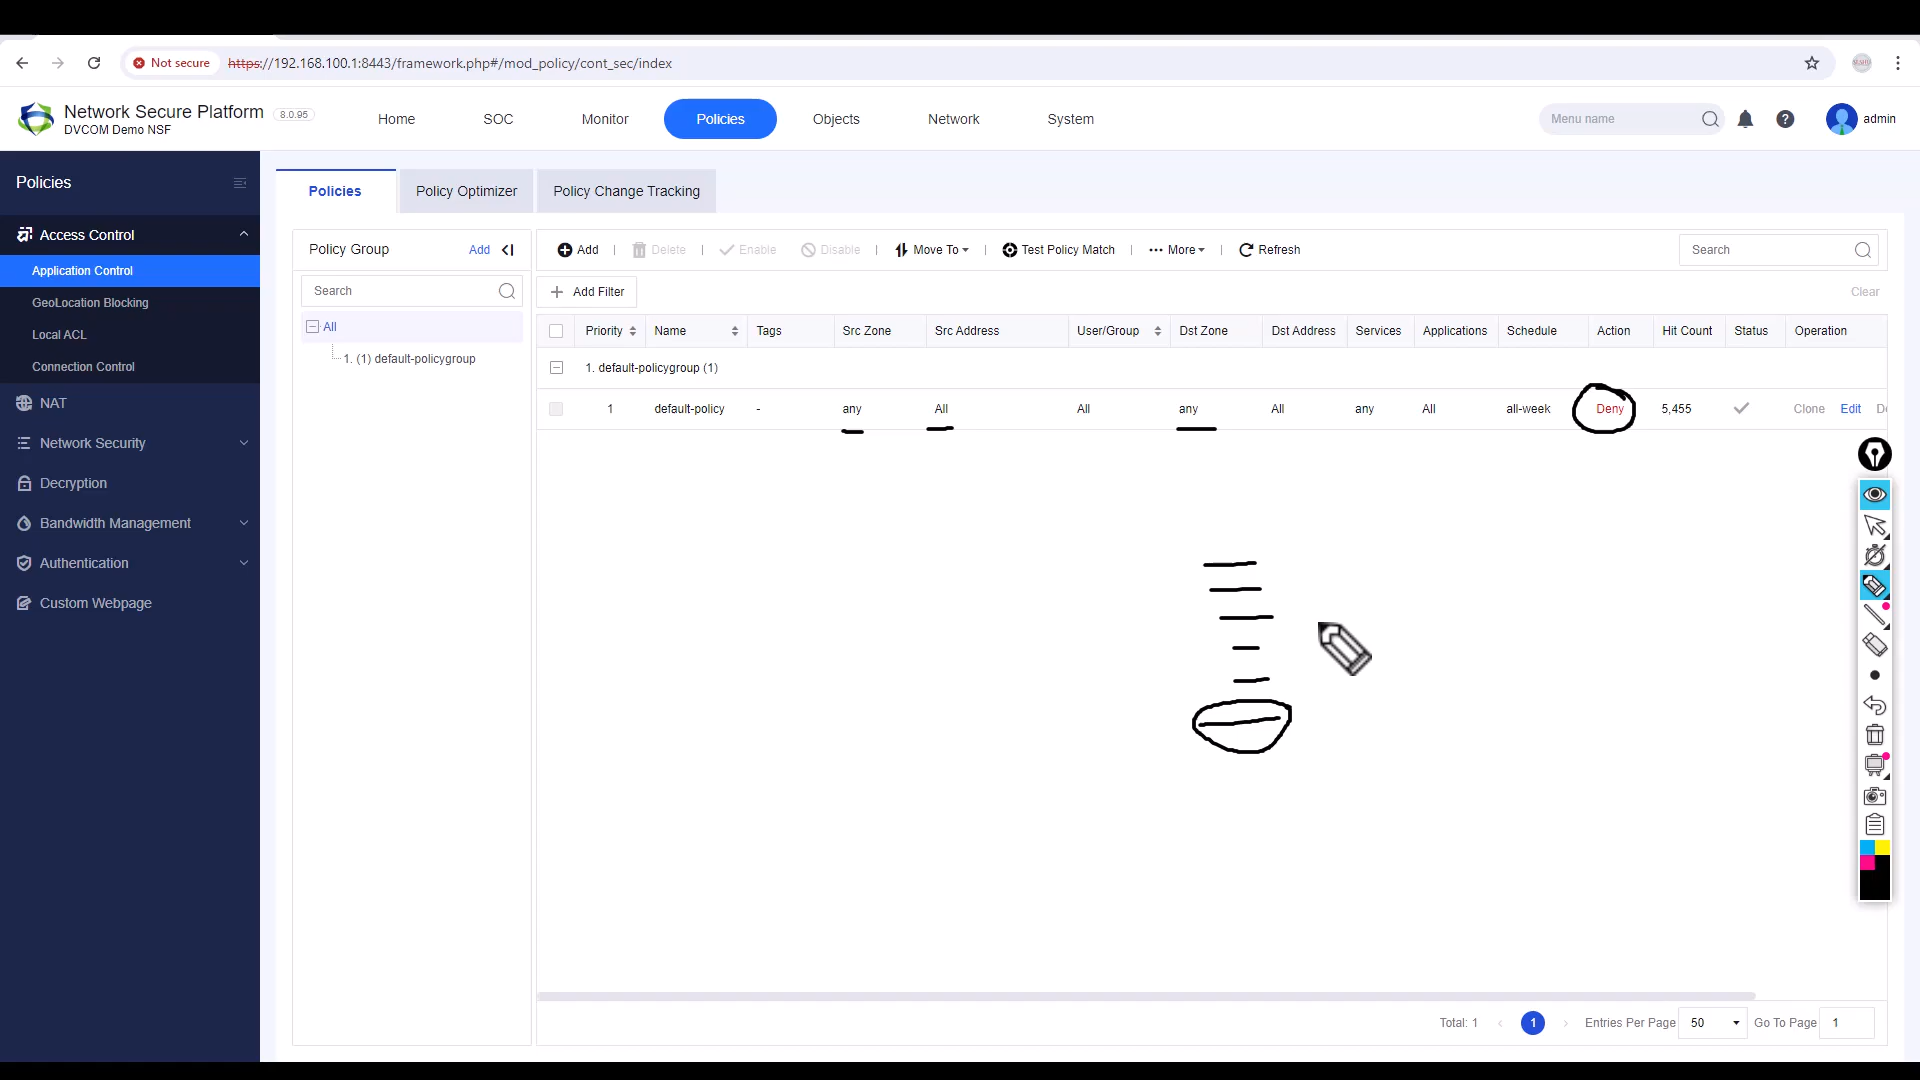 Not secure https://192.168.100.1:8443/framework.php#/mod_policy/cont_sec/index
Network Secure Platform 8.0.95
DVCOM Demo NSF
Home SOC Monitor Policies Objects Network System
Menu name ? admin
Policies
Access Control
Application Control
GeoLocation Blocking
Local ACL
Connection Control
NAT
Network Security
Decryption
Bandwidth Management
Authentication
Custom Webpage
Policies Policy Optimizer Policy Change Tracking
Policy Group Add
Search
All
1. (1) default-policygroup
Add Delete Enable Disable Move To Test Policy Match More Refresh Search
Add Filter Clear
Priority Name Tags Src Zone Src Address User/Group Dst Zone Dst Address Services Applications Schedule Action Hit Count Status Operation
1. default-policygroup (1)
1 default-policy - any All All any All any All all-week Deny 5,455 Clone Edit De
Total: 1 1 Entries Per Page 50 Go To Page 1